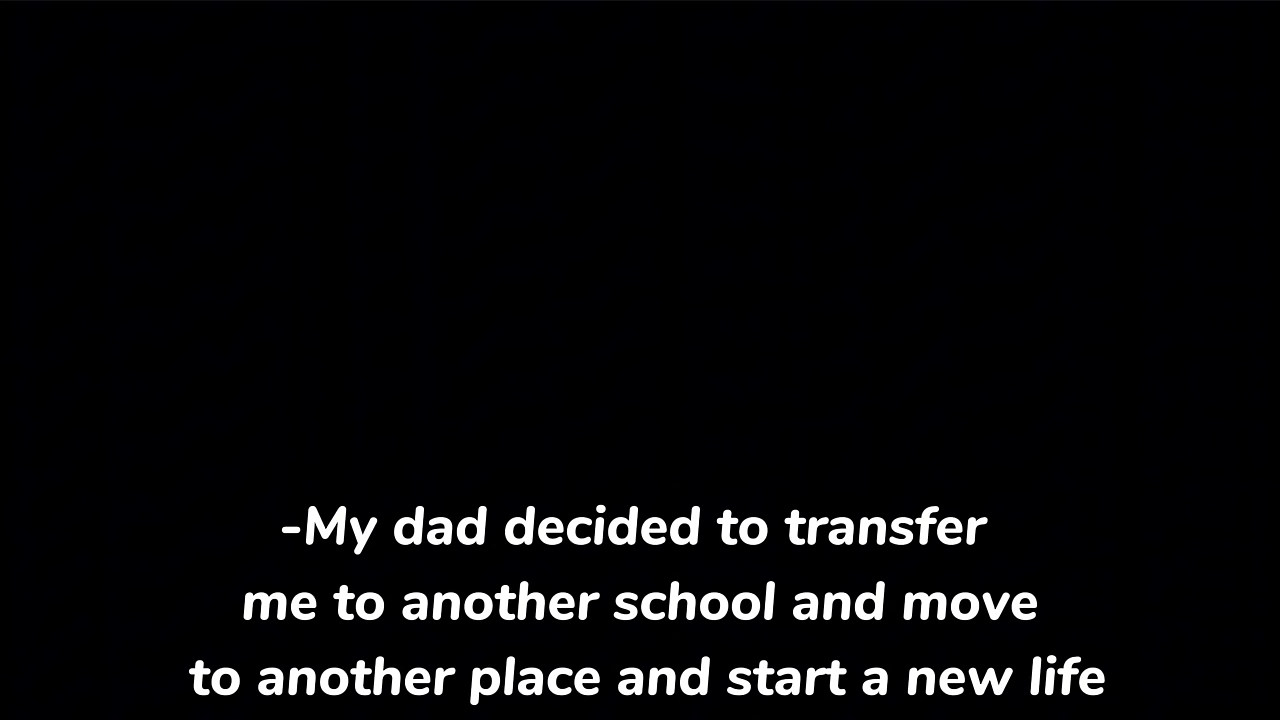 -My dad decided to transfer
me to another school and move
to another place and start a new life